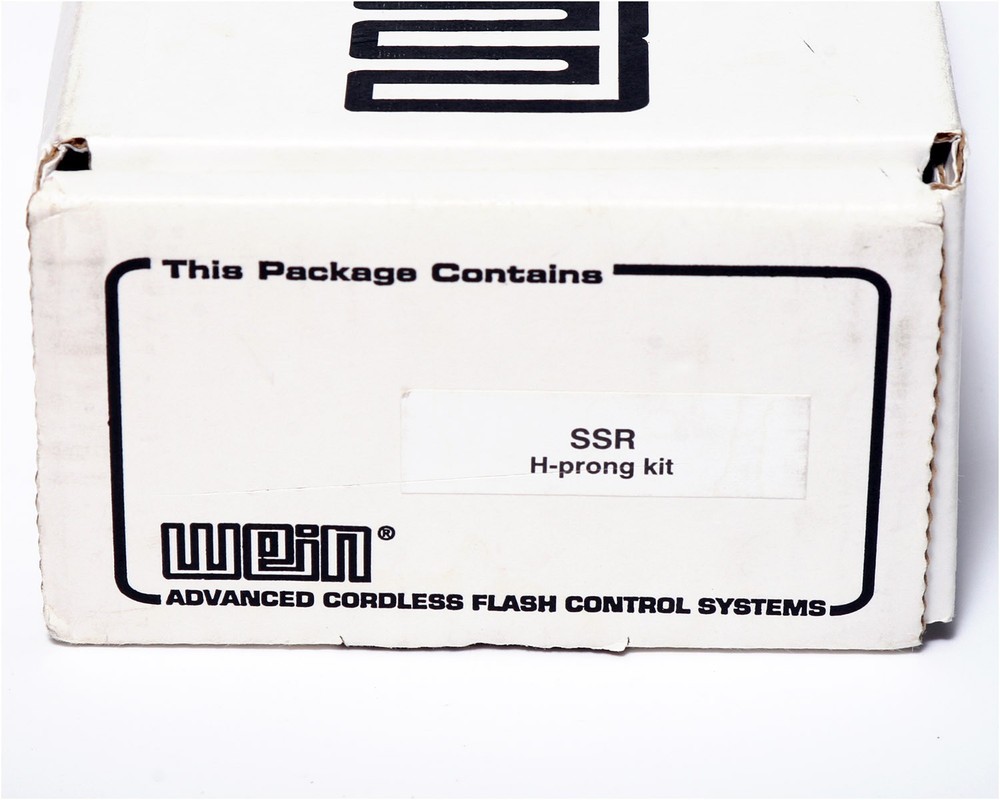 This Package Contains
SSR
H-prong kit
wein®
ADVANCED CORDLESS FLASH CONTROL SYSTEMS